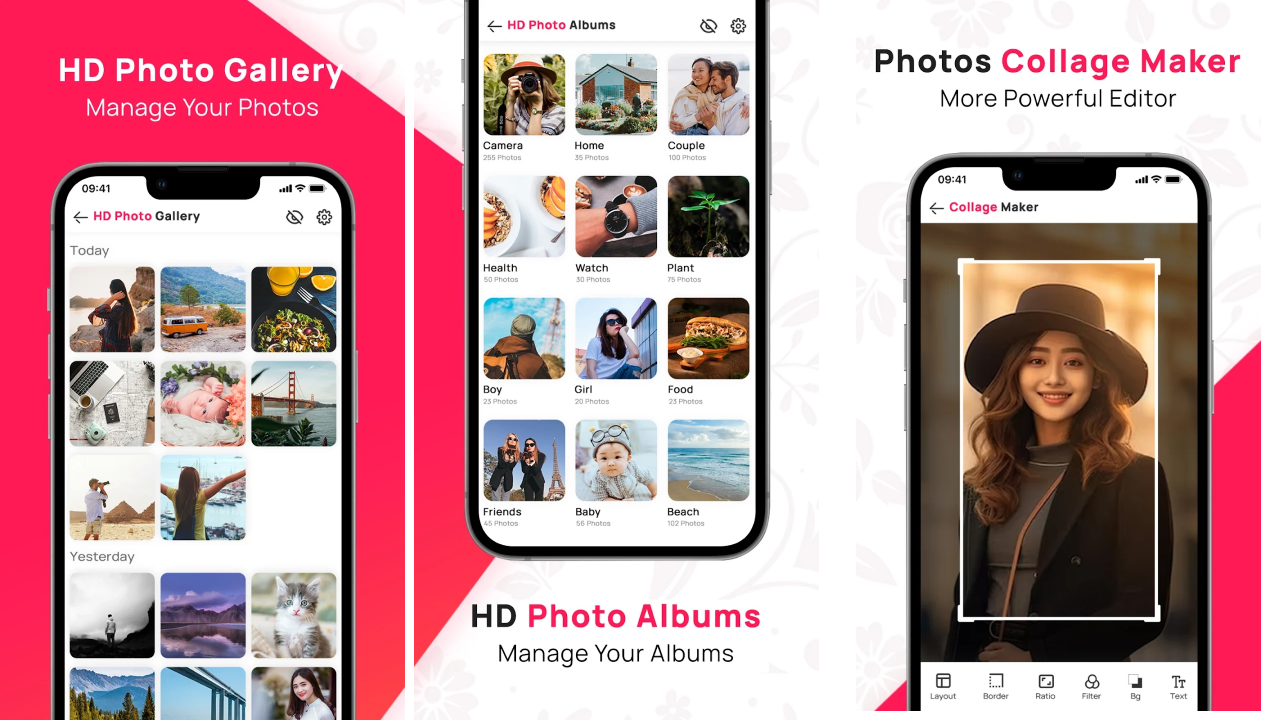 HD Photo Gallery
Manage Your Photos
09:41
HD Photo Gallery
Today
Yesterday
HD Photo Albums
Camera
255 Photos
Home
35 Photos
Couple
100 Photos
Health
50 Photos
Watch
30 Photos
Plant
75 Photos
Boy
23 Photos
Girl
20 Photos
Food
23 Photos
Friends
45 Photos
Baby
56 Photos
Beach
102 Photos
HD Photo Albums
Manage Your Albums
Photos Collage Maker
More Powerful Editor
09:41
Collage Maker
Layout
Border
Ratio
Filter
Bg
Text